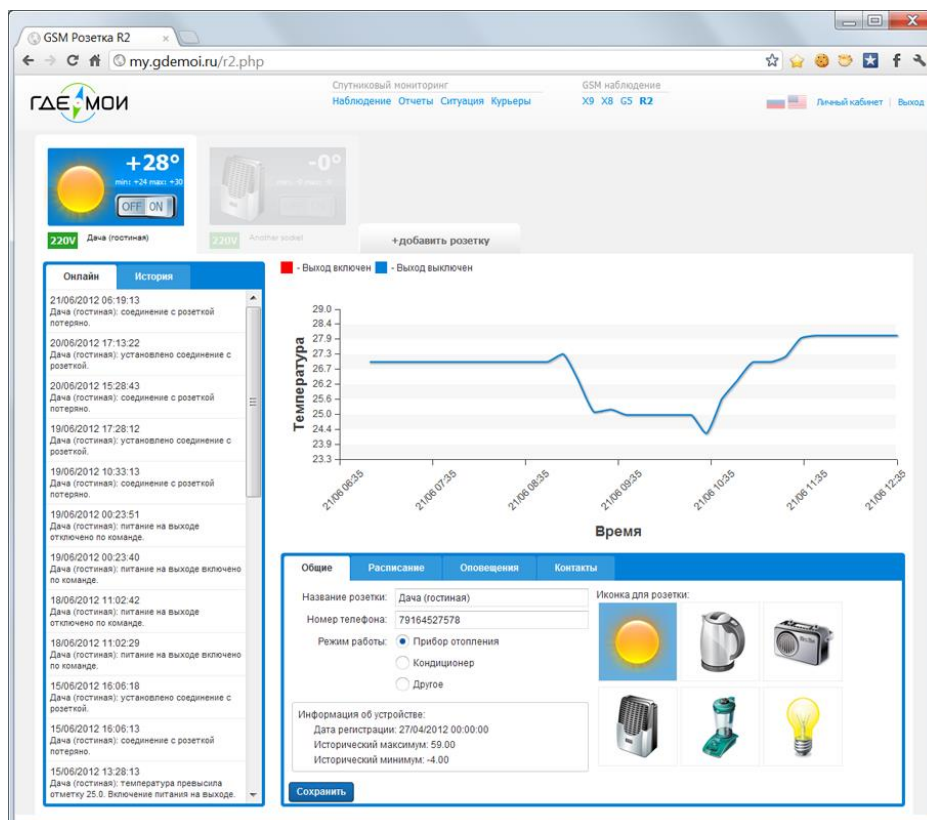 GSM Розетка R2
my.gdemoi.ru/r2.php
ГДЕ МОИ
Спутниковый мониторинг
Наблюдение Отчеты Ситуация Курьеры
GSM наблюдение
X9 X8 G5 R2
Личный кабинет | Выход
+28°
min: +24 max: +30
OFF ON
220V Дача (гостиная)
-0°
220V Another socket
+добавить розетку
Онлайн История
21/06/2012 06:19:13
Дача (гостиная): соединение с розеткой
потеряно.
20/06/2012 17:13:22
Дача (гостиная): установлено соединение с
розеткой.
20/06/2012 15:28:43
Дача (гостиная): соединение с розеткой
потеряно.
19/06/2012 17:28:12
Дача (гостиная): установлено соединение с
розеткой.
19/06/2012 10:33:13
Дача (гостиная): соединение с розеткой
потеряно.
19/06/2012 00:23:51
Дача (гостиная): питание на выходе
отключено по команде.
19/06/2012 00:23:40
Дача (гостиная): питание на выходе включено
по команде.
18/06/2012 11:02:42
Дача (гостиная): питание на выходе
отключено по команде.
18/06/2012 11:02:29
Дача (гостиная): питание на выходе включено
по команде.
15/06/2012 16:06:18
Дача (гостиная): установлено соединение с
розеткой.
15/06/2012 16:06:13
Дача (гостиная): соединение с розеткой
потеряно.
15/06/2012 13:28:13
Дача (гостиная): температура превысила
отметку 25.0. Включение питания на выходе.
- Выход включен - Выход выключен
Температура
29.0
28.4
27.9
27.3
26.7
26.2
25.6
25.0
24.4
23.9
23.3
21/06 06:35
21/06 07:35
21/06 08:35
21/06 09:35
21/06 10:35
21/06 11:35
21/06 12:35
Время
Общие Расписание Оповещения Контакты
Название розетки: Дача (гостиная)
Номер телефона: 79164527578
Режим работы: Прибор отопления
Кондиционер
Другое
Иконка для розетки:
Информация об устройстве:
Дата регистрации: 27/04/2012 00:00:00
Исторический максимум: 59.00
Исторический минимум: -4.00
Сохранить